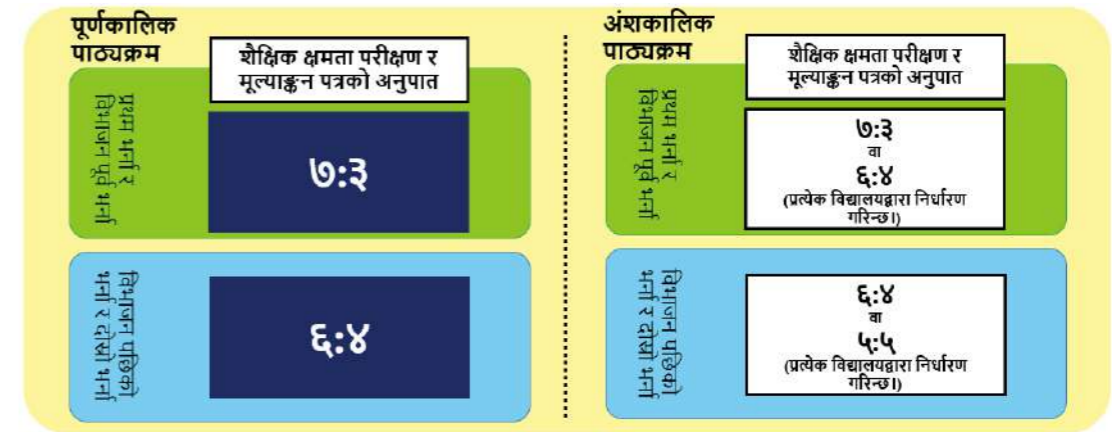 पूर्णकालिक
पाठ्यक्रम
शैक्षिक क्षमता परीक्षण र
मूल्याङ्कन पत्रको अनुपात
प्रथम भर्ना र
विभाजन पूर्व भर्ना
७:३
विभाजन पछिको
भर्ना र दोस्रो भर्ना
६:४
अंशकालिक
पाठ्यक्रम
शैक्षिक क्षमता परीक्षण र
मूल्याङ्कन पत्रको अनुपात
प्रथम भर्ना र
विभाजन पूर्व भर्ना
७:३
वा
६:४
(प्रत्येक विद्यालयद्वारा निर्धारण
गरिन्छ।)
विभाजन पछिको
भर्ना र दोस्रो भर्ना
६:४
वा
५:५
(प्रत्येक विद्यालयद्वारा निर्धारण
गरिन्छ।)